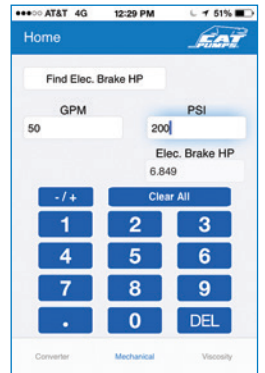 AT&T 4G 12:29 PM 51%
Home
CAT PUMPS
Find Elec. Brake HP
GPM PSI
50 200
Elec. Brake HP
6.849
- / + Clear All
1 2 3
4 5 6
7 8 9
. 0 DEL
Converter Mechanical Viscosity